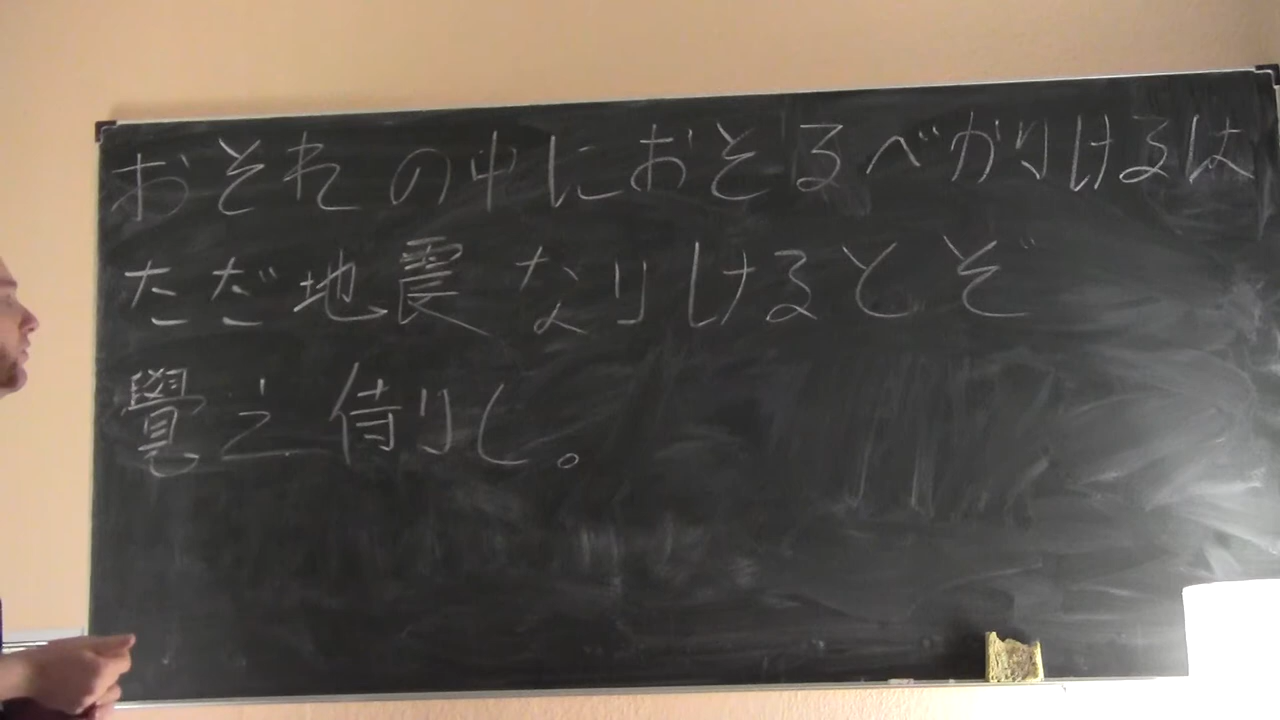 おそれの中におそるべかりけるは
ただ地震なりけるとぞ
覺え侍りし。